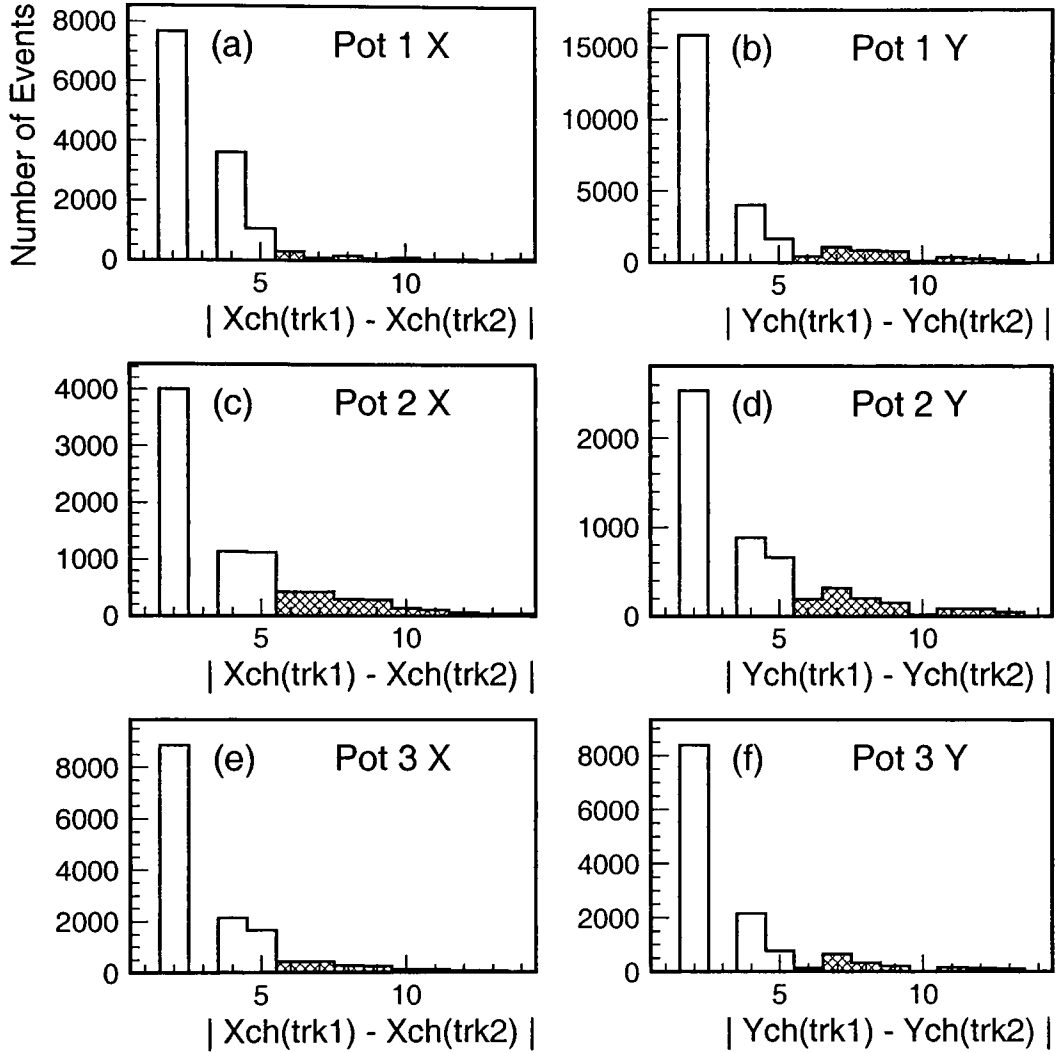 Number of Events
8000
6000
4000
2000
0
(a) Pot 1 X
5 10
| Xch(trk1) - Xch(trk2) |
15000
10000
5000
0
(b) Pot 1 Y
5 10
| Ych(trk1) - Ych(trk2) |
4000
3000
2000
1000
0
(c) Pot 2 X
5 10
| Xch(trk1) - Xch(trk2) |
2000
1000
0
(d) Pot 2 Y
5 10
| Ych(trk1) - Ych(trk2) |
8000
6000
4000
2000
0
(e) Pot 3 X
5 10
| Xch(trk1) - Xch(trk2) |
8000
6000
4000
2000
0
(f) Pot 3 Y
5 10
| Ych(trk1) - Ych(trk2) |